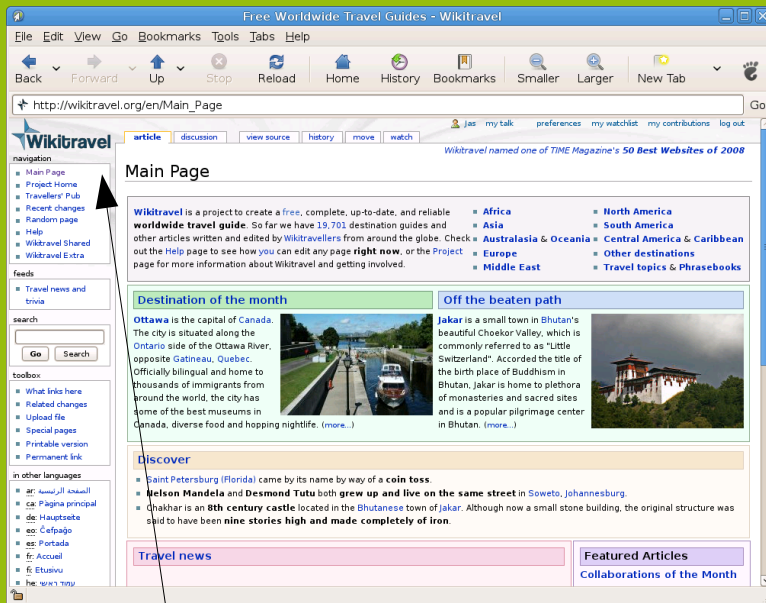 Free Worldwide Travel Guides - Wikitravel
File Edit View Go Bookmarks Tools Tabs Help
Back Forward Up Stop Reload Home History Bookmarks Smaller Larger New Tab
http://wikitravel.org/en/Main_Page Go
Jas my talk preferences my watchlist my contributions log out
Wikitravel
article discussion view source history move watch
Wikitravel named one of TIME Magazine's 50 Best Websites of 2008
navigation
Main Page
Project Home
Travellers' Pub
Recent changes
Random page
Help
Wikitravel Shared
Wikitravel Extra
feeds
Travel news and
trivia
search
Go Search
toolbox
What links here
Related changes
Upload file
Special pages
Printable version
Permanent link
in other languages
ar: الصفحة الرئيسية
ca: Pàgina principal
de: Hauptseite
eo: Ĉefpaĝo
es: Portada
fr: Accueil
fi: Etusivu
he: עמוד ראשי
Main Page
Wikitravel is a project to create a free, complete, up-to-date, and reliable
worldwide travel guide. So far we have 19,701 destination guides and
other articles written and edited by Wikitravellers from around the globe. Check
out the Help page to see how you can edit any page right now, or the Project
page for more information about Wikitravel and getting involved.
Africa
Asia
Australasia & Oceania
Europe
Middle East
North America
South America
Central America & Caribbean
Other destinations
Travel topics & Phrasebooks
Destination of the month
Ottawa is the capital of Canada.
The city is situated along the
Ontario side of the Ottawa River,
opposite Gatineau, Quebec.
Officially bilingual and home to
thousands of immigrants from
around the world, the city has
some of the best museums in
Canada, diverse food and hopping nightlife. (more...)
Off the beaten path
Jakar is a small town in Bhutan's
beautiful Choekor Valley, which is
commonly referred to as "Little
Switzerland". Accorded the title of
the birth place of Buddhism in
Bhutan, Jakar is home to plethora
of monasteries and sacred sites
and is a popular pilgrimage center
in Bhutan. (more...)
Discover
Saint Petersburg (Florida) came by its name by way of a coin toss.
Nelson Mandela and Desmond Tutu both grew up and live on the same street in Soweto, Johannesburg.
Chakhar is an 8th century castle located in the Bhutanese town of Jakar. Although now a small stone building, the original structure was
said to have been nine stories high and made completely of iron.
Travel news
Featured Articles
Collaborations of the Month